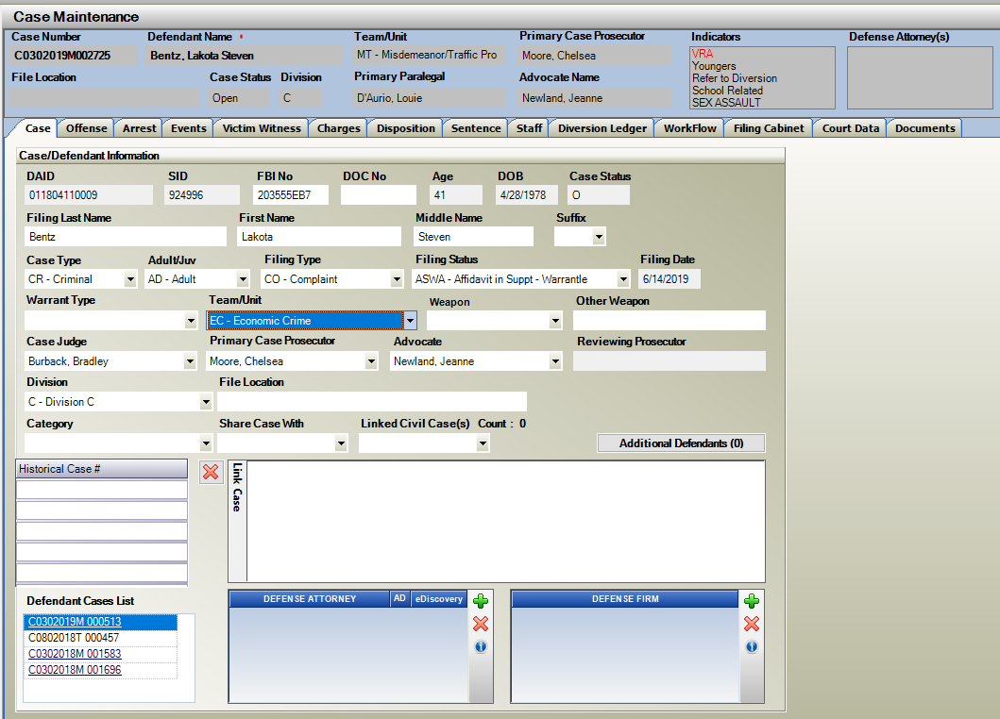 Case Maintenance
Case Number Defendant Name * Team/Unit Primary Case Prosecutor Indicators Defense Attorney(s)
C0302019M002725 Bentz, Lakota Steven MT - Misdemeanor/Traffic Pro Moore, Chelsea VRA
Youngers
File Location Case Status Division Primary Paralegal Advocate Name Refer to Diversion
School Related
Open C D'Aurio, Louie Newland, Jeanne SEX ASSAULT
Case Offense Arrest Events Victim Witness Charges Disposition Sentence Staff Diversion Ledger WorkFlow Filing Cabinet Court Data Documents
Case/Defendant Information
DAID SID FBI No DOC No Age DOB Case Status
011804110009 924996 203555EB7 41 4/28/1978 O
Filing Last Name First Name Middle Name Suffix
Bentz Lakota Steven
Case Type Adult/Juv Filing Type Filing Status Filing Date
CR - Criminal AD - Adult CO - Complaint ASWA - Affidavit in Suppt - Warrantle 6/14/2019
Warrant Type Team/Unit Weapon Other Weapon
EC - Economic Crime
Case Judge Primary Case Prosecutor Advocate Reviewing Prosecutor
Burback, Bradley Moore, Chelsea Newland, Jeanne
Division File Location
C - Division C
Category Share Case With Linked Civil Case(s) Count : 0
Additional Defendants (0)
Historical Case #
Link Case
Defendant Cases List
C0302019M 000513
C0802018T 000457
C0302018M 001583
C0302018M 001696
DEFENSE ATTORNEY AD eDiscovery
DEFENSE FIRM